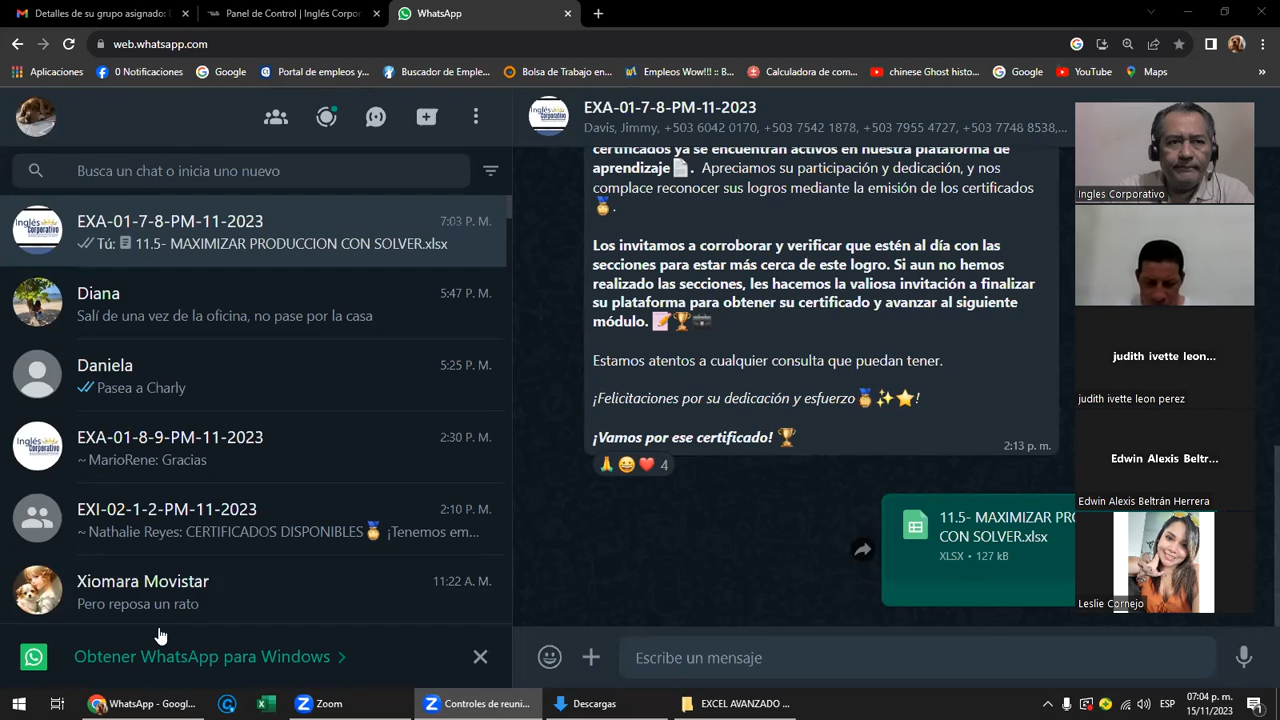 Detalles de su grupo asignado: E
Panel de Control | Inglés Corpor
WhatsApp
web.whatsapp.com
Aplicaciones
0 Notificaciones
Google
Portal de empleos y...
Buscador de Emple...
Bolsa de Trabajo en...
Empleos Wow!!! :: B...
Calculadora de com...
chinese Ghost histo...
Google
YouTube
Maps
Busca un chat o inicia uno nuevo
EXA-01-7-8-PM-11-2023
7:03 P. M.
Tú: 11.5- MAXIMIZAR PRODUCCION CON SOLVER.xlsx
Diana
5:47 P. M.
Salí de una vez de la oficina, no pase por la casa
Daniela
5:25 P. M.
Pasea a Charly
EXA-01-8-9-PM-11-2023
2:30 P. M.
~ MarioRene: Gracias
EXI-02-1-2-PM-11-2023
2:10 P. M.
~ Nathalie Reyes: CERTIFICADOS DISPONIBLES🏅 ¡Tenemos em...
Xiomara Movistar
11:22 A. M.
Pero reposa un rato
Obtener WhatsApp para Windows
EXA-01-7-8-PM-11-2023
Davis, Jimmy, +503 6042 0170, +503 7542 1878, +503 7955 4727, +503 7748 8538,...
certificados ya se encuentran activos en nuestra plataforma de
aprendizaje📄. Apreciamos su participación y dedicación, y nos
complace reconocer sus logros mediante la emisión de los certificados
🏅.
Los invitamos a corroborar y verificar que estén al día con las
secciones para estar más cerca de este logro. Si aun no hemos
realizado las secciones, les hacemos la valiosa invitación a finalizar
su plataforma para obtener su certificado y avanzar al siguiente
módulo. 📝🏆💼
Estamos atentos a cualquier consulta que puedan tener.
¡Felicitaciones por su dedicación y esfuerzo🏅✨⭐!
¡Vamos por ese certificado! 🏆
2:13 p. m.
🙏😄❤️ 4
11.5- MAXIMIZAR PR
CON SOLVER.xlsx
XLSX • 127 kB
Escribe un mensaje
Ingles Corporativo
judith ivette leon...
judith ivette leon perez
Edwin Alexis Beltr...
Edwin Alexis Beltrán Herrera
Leslie Cornejo
WhatsApp - Googl...
Zoom
Controles de reuni...
Descargas
EXCEL AVANZADO ...
ESP
07:04 p. m.
15/11/2023